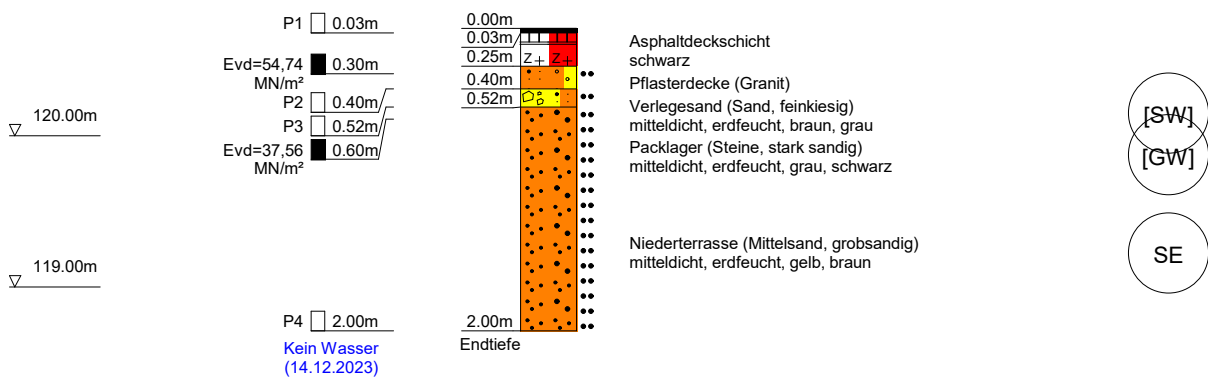 P1 0.03m
Evd=54,74
MN/m²
0.30m
P2 0.40m
P3 0.52m
Evd=37,56
MN/m²
0.60m
120.00m
119.00m
P4 2.00m
Kein Wasser
(14.12.2023)
0.00m
0.03m
0.25m
0.40m
0.52m
2.00m
Endtiefe
Z Z
Asphaltdeckschicht
schwarz
Pflasterdecke (Granit)
Verlegesand (Sand, feinkiesig)
mitteldicht, erdfeucht, braun, grau
Packlager (Steine, stark sandig)
mitteldicht, erdfeucht, grau, schwarz
Niederterrasse (Mittelsand, grobsandig)
mitteldicht, erdfeucht, gelb, braun
[SW]
[GW]
SE